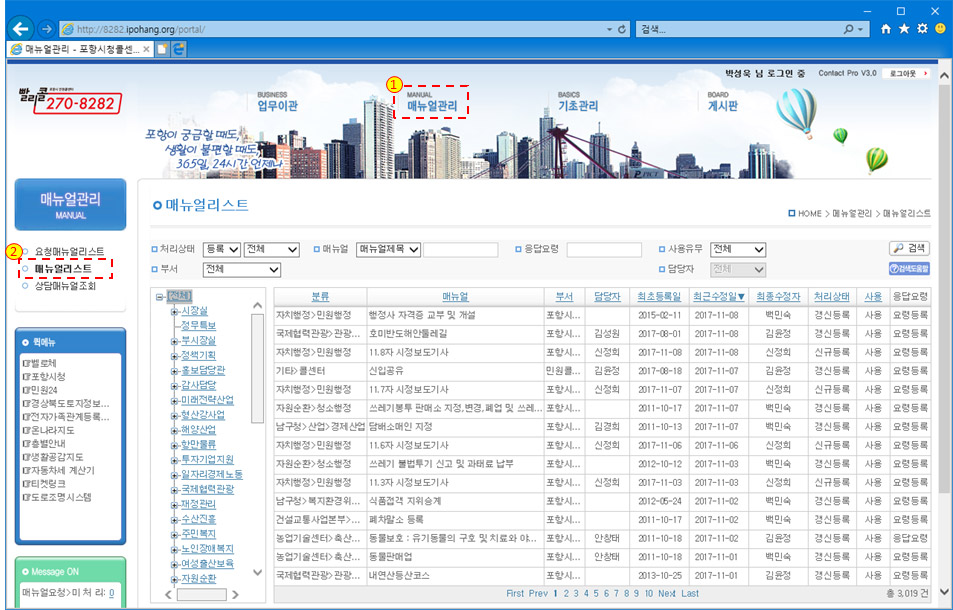 http://8282.ipohang.org/portal/
검색...
매뉴얼관리 - 포항시청콜센...
박성욱 님 로그인 중 Contact Pro V3.0 로그아웃
빨리콜 270-8282
1
BUSINESS
업무이관
MANUAL
매뉴얼관리
BASICS
기초관리
BOARD
게시판
포항이 궁금할 때도,
생활이 불편할 때도,
365일, 24시간 언제나
매뉴얼관리
MANUAL
2
요청매뉴얼리스트
매뉴얼리스트
상담매뉴얼조회
퀵메뉴
벨로체
포항시청
민원24
경상북도토지정보...
전자가족관계등록...
온나라지도
층별안내
생활공감지도
자동차세 계산기
티켓링크
도로조명시스템
Message ON
매뉴얼요청>미 처 리: 0
매뉴얼리스트
HOME > 매뉴얼관리 > 매뉴얼리스트
처리상태 등록 전체 매뉴얼 매뉴얼제목 응답요령 사용유무 전체 검색
부서 전체 담당자 전체 검색도움말
[전체]
시장실
정무특보
부시장실
정책기획
홍보담당관
감사담당
미래전략산업
혁신강사업
해양산업
항만물류
투자기업지원
일자리경제노동
국제협력관광
재정관리
수산진흥
주민복지
노인장애복지
여성출산보육
자원순환
분류 매뉴얼 부서 담당자 최초등록일 최근수정일▼ 최종수정자 처리상태 사용 응답요령
자치행정>민원행정 행정사 자격증 교부 및 개설 포항시... 2015-02-11 2017-11-08 백민숙 갱신등록 사용 요령등록
국제협력관광>관광... 호미반도해안둘레길 포항시... 김성원 2017-08-01 2017-11-08 김윤정 갱신등록 사용 요령등록
자치행정>민원행정 11.8자 시정보도기사 포항시... 신정희 2017-11-08 2017-11-08 신정희 신규등록 사용 요령등록
기타> 콜센터 신입공유 민원콜... 김윤정 2017-08-18 2017-11-07 김윤정 갱신등록 사용 요령등록
자치행정>민원행정 11.7자 시정보도기사 포항시... 신정희 2017-11-07 2017-11-07 신정희 신규등록 사용 요령등록
자원순환>청소행정 쓰레기봉투 판매소 지정,변경,폐업 및 쓰레... 포항시... 2011-10-17 2017-11-07 백민숙 갱신등록 사용 요령등록
남구청>산업>경제산업 담배소매인 지정 포항시... 김경희 2011-10-13 2017-11-07 백민숙 갱신등록 사용 요령등록
자치행정>민원행정 11.6자 시정보도기사 포항시... 신정희 2017-11-06 2017-11-06 신정희 신규등록 사용 요령등록
자원순환>청소행정 쓰레기 불법투기 신고 및 과태료 납부 포항시... 2012-10-12 2017-11-03 백민숙 갱신등록 사용 요령등록
자치행정>민원행정 11.3자 시정보도기사 포항시... 신정희 2017-11-03 2017-11-03 신정희 신규등록 사용 요령등록
남구청>복지환경위... 식품접객 지위승계 포항시... 2012-05-24 2017-11-02 백민숙 갱신등록 사용 요령등록
건설교통사업본부>... 폐차말소 등록 포항시... 2011-10-17 2017-11-02 백민숙 갱신등록 사용 요령등록
농업기술센터>축산... 동물보호 : 유기동물의 구호 및 치료와 야... 포항시... 안창태 2011-10-18 2017-11-02 김윤정 갱신등록 사용 응답요령
농업기술센터>축산... 동물판매업 포항시... 안창태 2011-10-18 2017-11-01 백민숙 갱신등록 사용 요령등록
국제협력관광>관광... 내연산등산코스 포항시... 2013-10-25 2017-11-01 김윤정 갱신등록 사용 요령등록
First Prev 1 2 3 4 5 6 7 8 9 10 Next Last
총 3,019 건